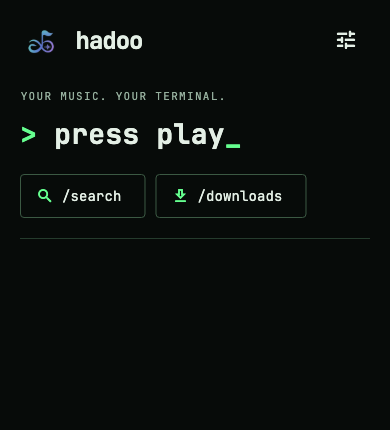 hadoo
YOUR MUSIC. YOUR TERMINAL.
> press play_
/search
/downloads